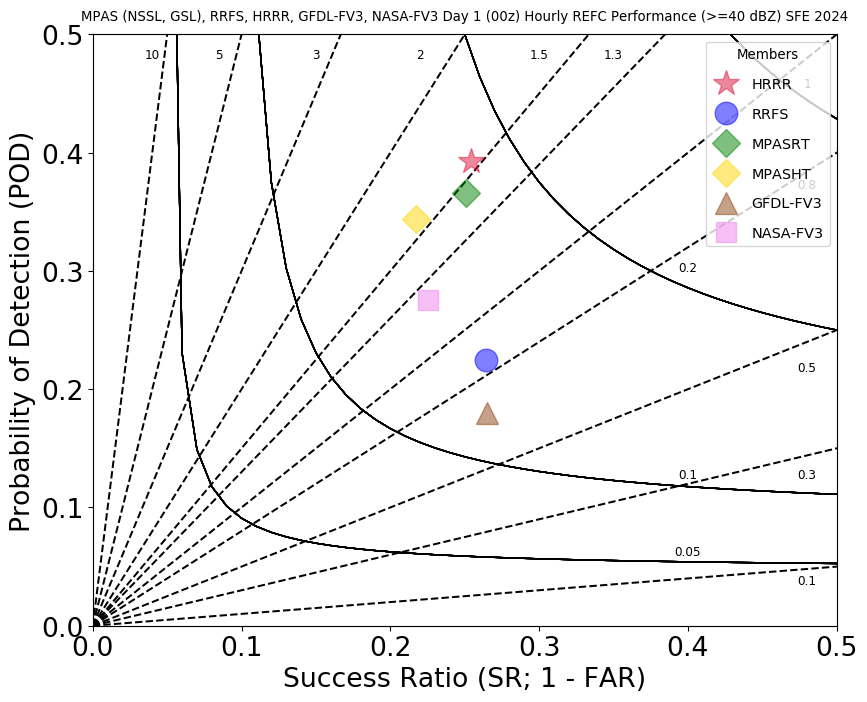 MPAS (NSSL, GSL), RRFS, HRRR, GFDL-FV3, NASA-FV3 Day 1 (00z) Hourly REFC Performance (>=40 dBZ) SFE 2024
0.5
10
5
3
2
1.5
1.3
Members
HRRR
1
RRFS
MPASRT
0.4
MPASHT
0.8
GFDL-FV3
NASA-FV3
0.3
0.2
0.5
0.2
0.1
0.3
0.1
0.05
0.1
0.0
0.0
0.1
0.2
0.3
0.4
0.5
Probability of Detection (POD)
Success Ratio (SR; 1 - FAR)